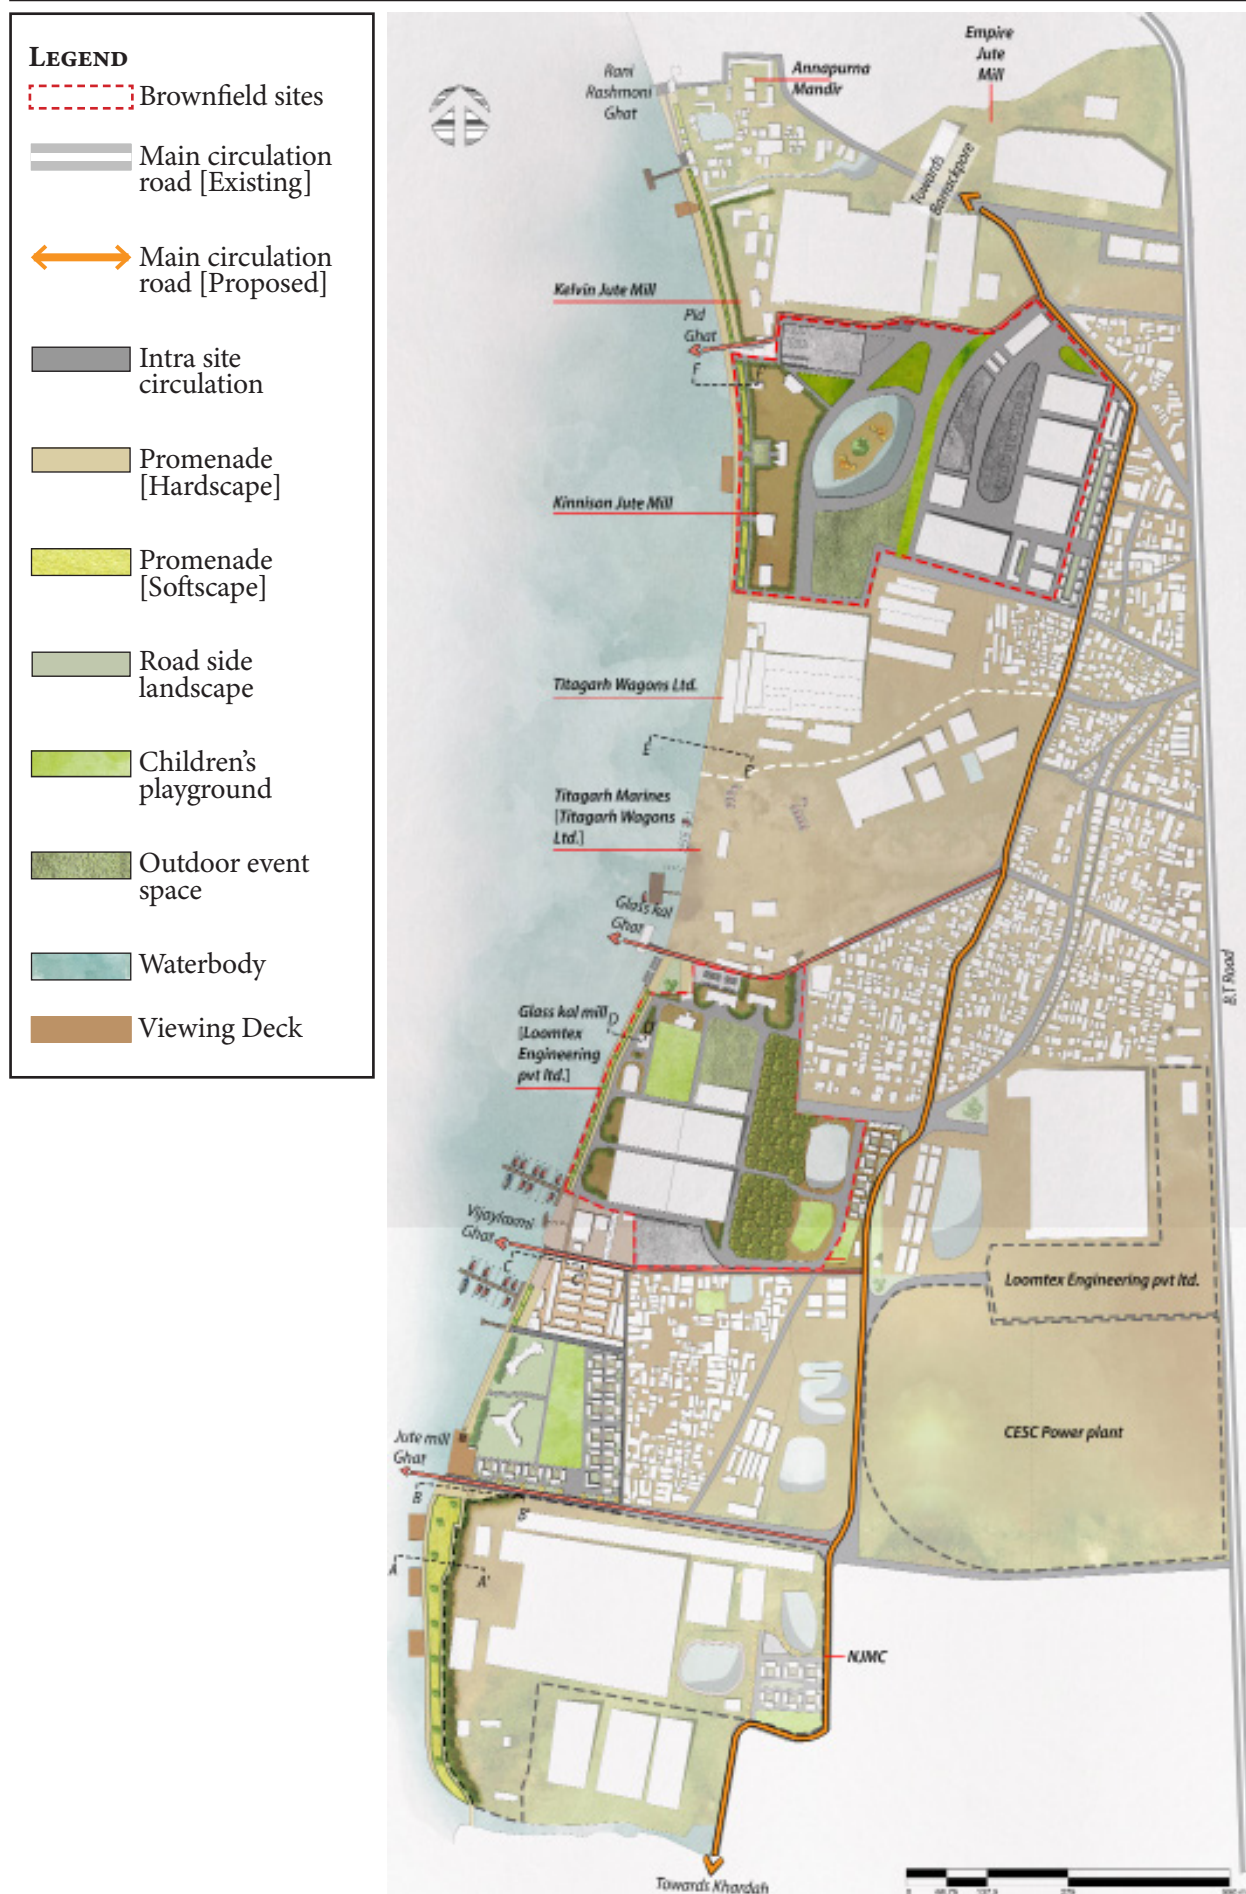 LEGEND
Brownfield sites
Main circulation
road [Existing]
Main circulation
road [Proposed]
Intra site
circulation
Promenade
[Hardscape]
Promenade
[Softscape]
Road side
landscape
Children's
playground
Outdoor event
space
Waterbody
Viewing Deck
Empire
Jute
Mill
Rani
Rashmoni
Ghat
Annapurna
Mandir
Towards
Barrackpore
Kelvin Jute Mill
Pld
Ghat
F
Kinnison Jute Mill
Titagarh Wagons Ltd.
E
E'
Titagarh Marines
[Titagarh Wagons
Ltd.]
Glass kal
Ghat
B.T Road
Glass kal mill
[Loomtex
Engineering
pvt ltd.]
D
D'
Vijaylaxmi
Ghat
C
C'
Loomtex Engineering pvt ltd.
CESC Power plant
Jute mill
Ghat
B
B'
A
A'
NJMC
Towards Khardah
0